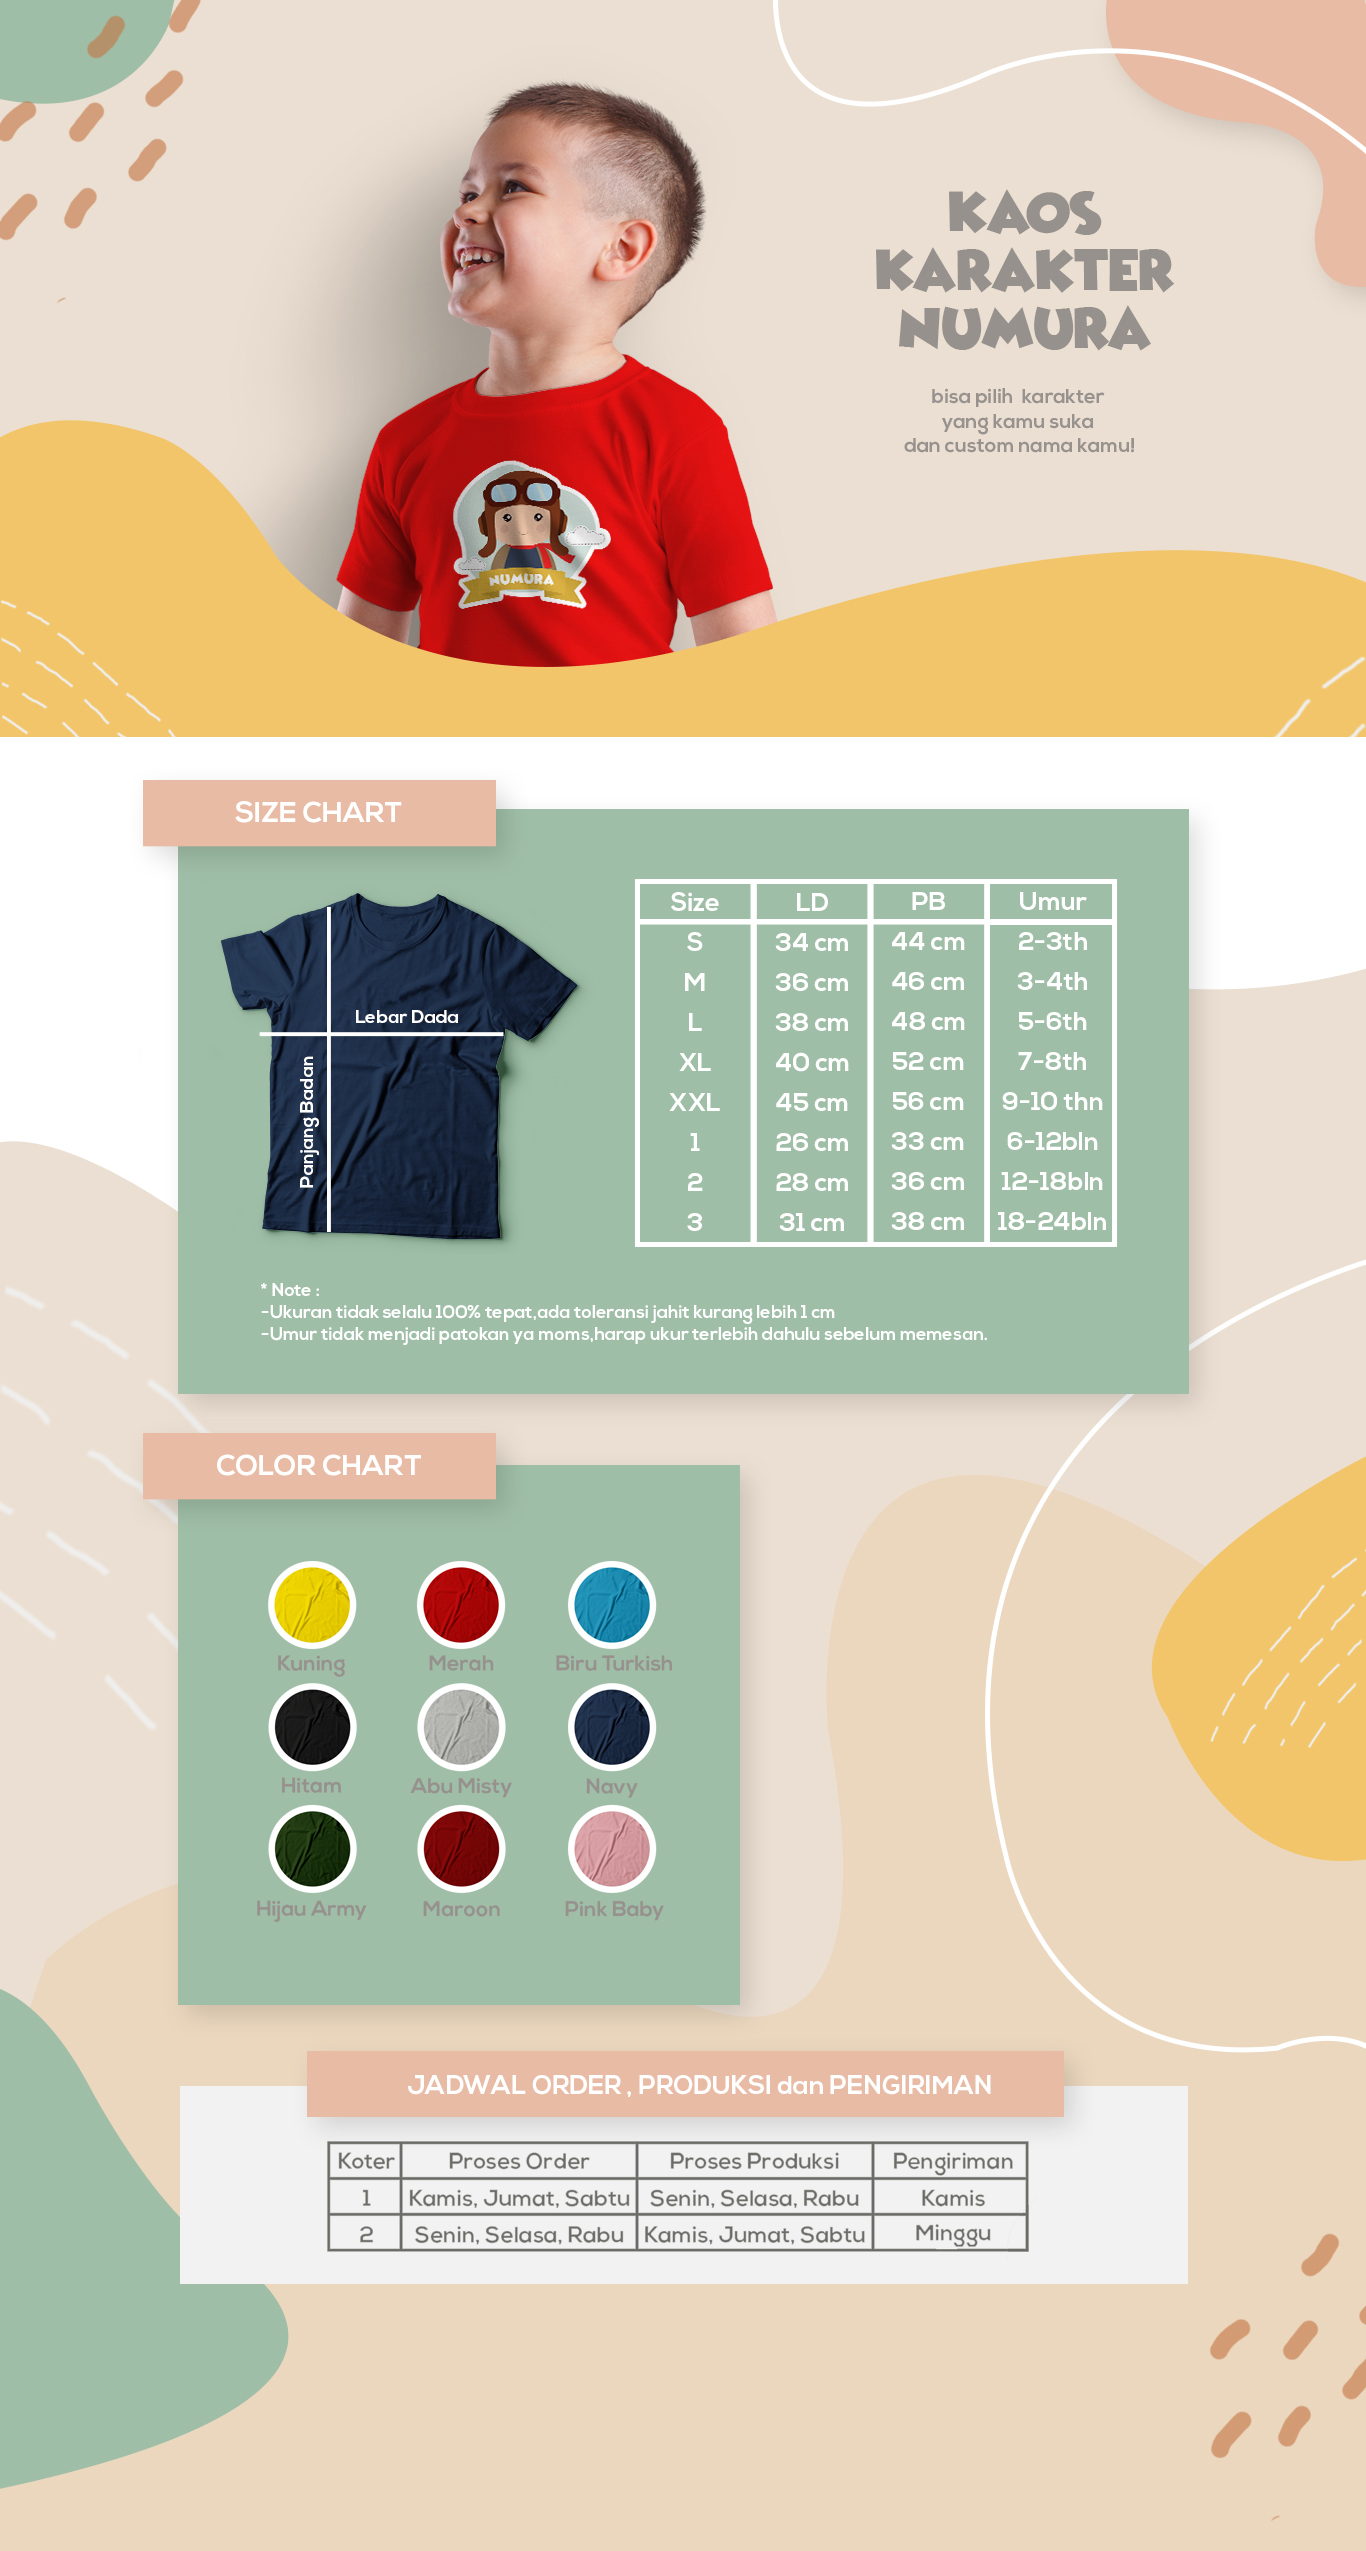 KAOS
KARAKTER
NUMURA
bisa pilih karakter
yang kamu suka
dan custom nama kamu!
NUMURA
SIZE CHART
Lebar Dada
Panjang Badan
Size LD PB Umur
S 34 cm 44 cm 2-3th
M 36 cm 46 cm 3-4th
L 38 cm 48 cm 5-6th
XL 40 cm 52 cm 7-8th
XXL 45 cm 56 cm 9-10 thn
1 26 cm 33 cm 6-12bln
2 28 cm 36 cm 12-18bln
3 31 cm 38 cm 18-24bln
* Note :
-Ukuran tidak selalu 100% tepat,ada toleransi jahit kurang lebih 1 cm
-Umur tidak menjadi patokan ya moms,harap ukur terlebih dahulu sebelum memesan.
COLOR CHART
Kuning Merah Biru Turkish
Hitam Abu Misty Navy
Hijau Army Maroon Pink Baby
JADWAL ORDER , PRODUKSI dan PENGIRIMAN
Koter Proses Order Proses Produksi Pengiriman
1 Kamis, Jumat, Sabtu Senin, Selasa, Rabu Kamis
2 Senin, Selasa, Rabu Kamis, Jumat, Sabtu Minggu